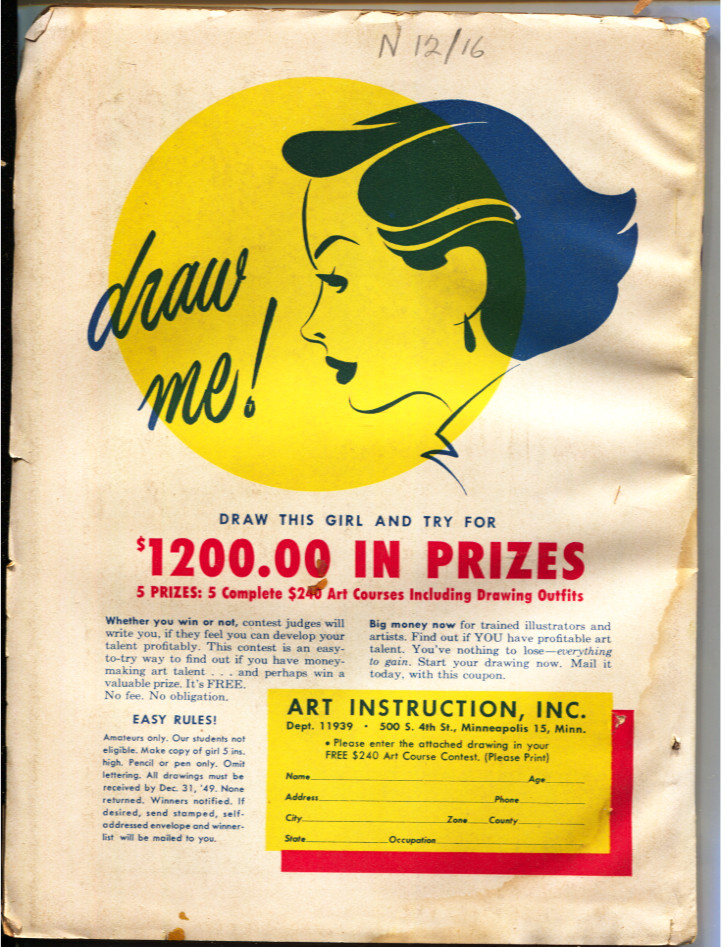 N 12/16
draw
me!
DRAW THIS GIRL AND TRY FOR
$1200.00 IN PRIZES
5 PRIZES: 5 Complete $240 Art Courses Including Drawing Outfits
Whether you win or not, contest judges will
write you, if they feel you can develop your
talent profitably. This contest is an easy-
to-try way to find out if you have money-
making art talent . . . and perhaps win a
valuable prize. It's FREE.
No fee. No obligation.
Big money now for trained illustrators and
artists. Find out if YOU have profitable art
talent. You've nothing to lose—everything
to gain. Start your drawing now. Mail it
today, with this coupon.
EASY RULES!
Amateurs only. Our students not
eligible. Make copy of girl 5 ins.
high. Pencil or pen only. Omit
lettering. All drawings must be
received by Dec. 31, '49. None
returned. Winners notified. If
desired, send stamped, self-
addressed envelope and winner-
list will be mailed to you.
ART INSTRUCTION, INC.
Dept. 11939 • 500 S. 4th St., Minneapolis 15, Minn.
• Please enter the attached drawing in your
FREE $240 Art Course Contest. (Please Print)
Name Age
Address Phone
City Zone County
State Occupation